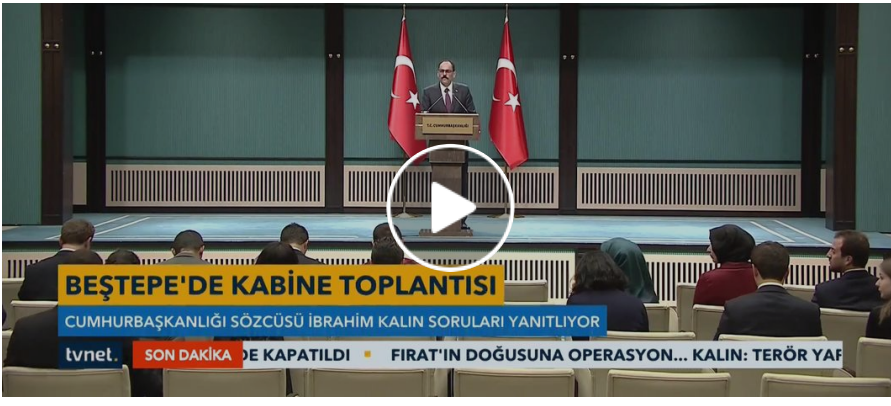 T.C. CUMHURBAŞKANLIĞI
BEŞTEPE'DE KABİNE TOPLANTISI
CUMHURBAŞKANLIĞI SÖZCÜSÜ İBRAHİM KALIN SORULARI YANITLIYOR
tvnet. SON DAKİKA DE KAPATILDI ▪ FIRAT'IN DOĞUSUNA OPERASYON... KALIN: TERÖR YAP